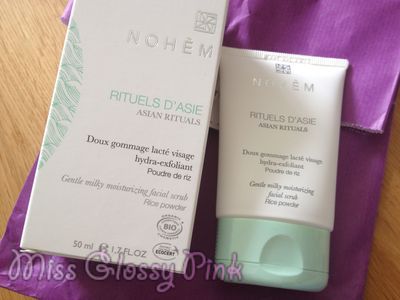 NOHÈM
RITUELS D'ASIE
ASIAN RITUALS
Doux gommage lacté visage
hydra-exfoliant
Poudre de riz
Gentle milky moisturizing facial scrub
Rice powder
50 ml e 1.7 FL.OZ
BIO
ECOCERT
NOHÈM
RITUELS D'ASIE
ASIAN RITUALS
Doux gommage lacté visage
hydra-exfoliant
Poudre de riz
Gentle milky moisturizing
facial scrub
Rice powder
Miss Glossy Pink